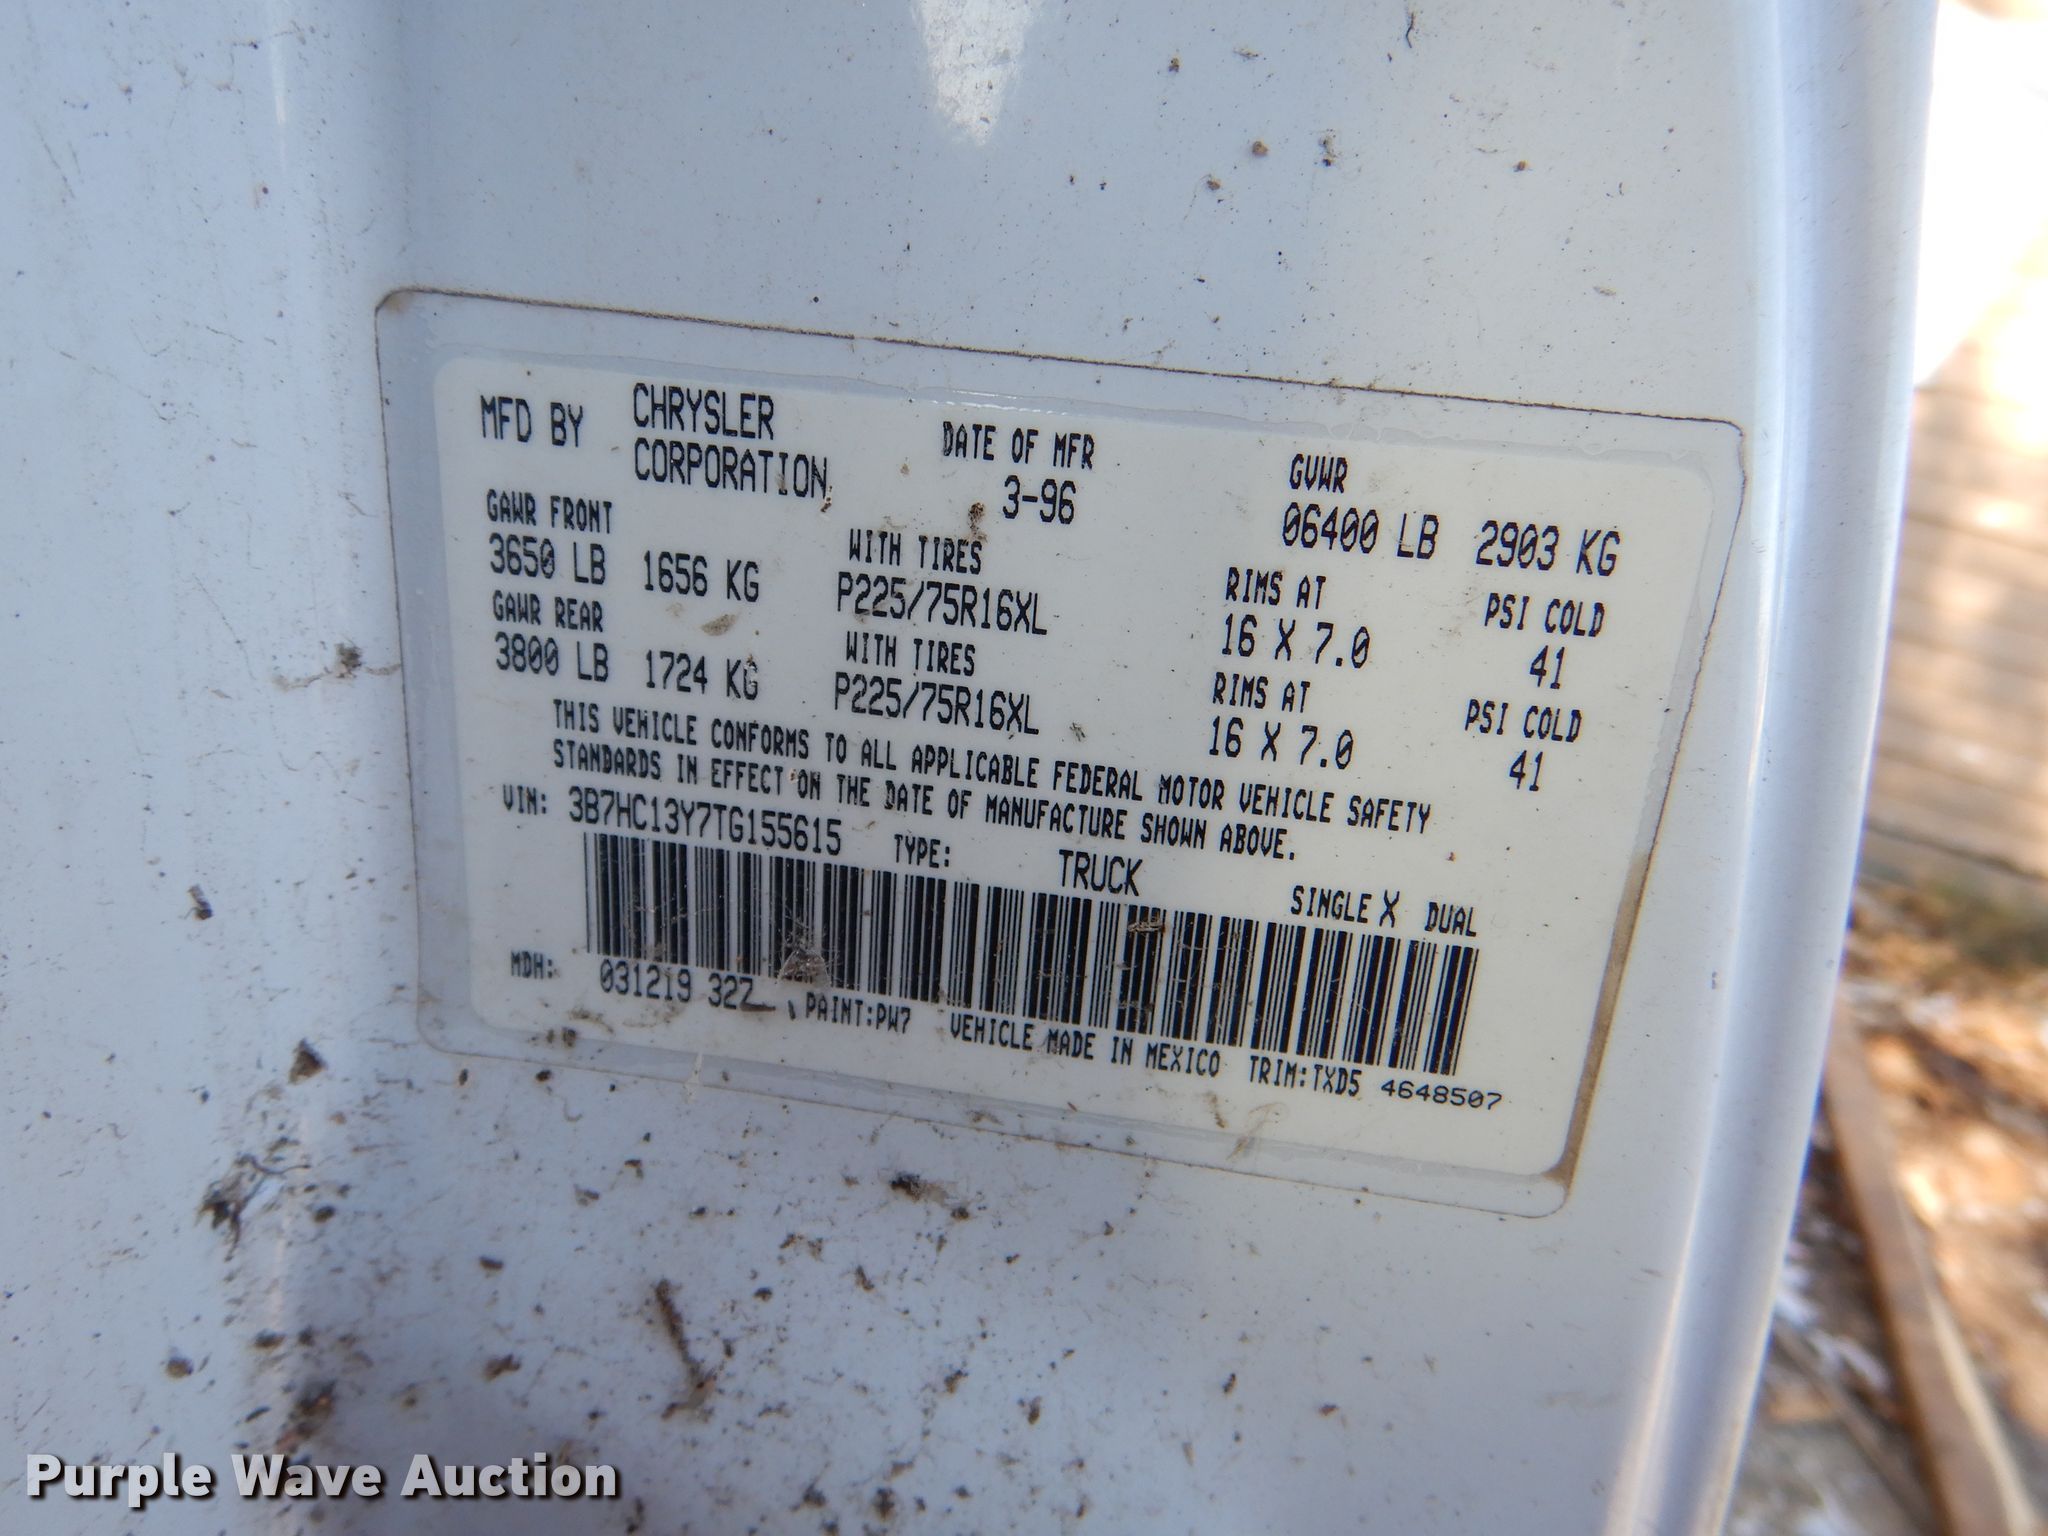 MFD BY CHRYSLER CORPORATION
DATE OF MFR
3-96
GVWR
06400 LB 2903 KG
GAWR FRONT
3650 LB 1656 KG
WITH TIRES
P225/75R16XL
RIMS AT
16 X 7.0
PSI COLD
41
GAWR REAR
3800 LB 1724 KG
WITH TIRES
P225/75R16XL
RIMS AT
16 X 7.0
PSI COLD
41
THIS VEHICLE CONFORMS TO ALL APPLICABLE FEDERAL MOTOR VEHICLE SAFETY
STANDARDS IN EFFECT ON THE DATE OF MANUFACTURE SHOWN ABOVE.
VIN: 3B7HC13Y7TG155615 TYPE: TRUCK SINGLE X DUAL
MDH: 031219 327 PAINT:PW7 VEHICLE MADE IN MEXICO TRIM:TXD5 4648507
Purple Wave Auction